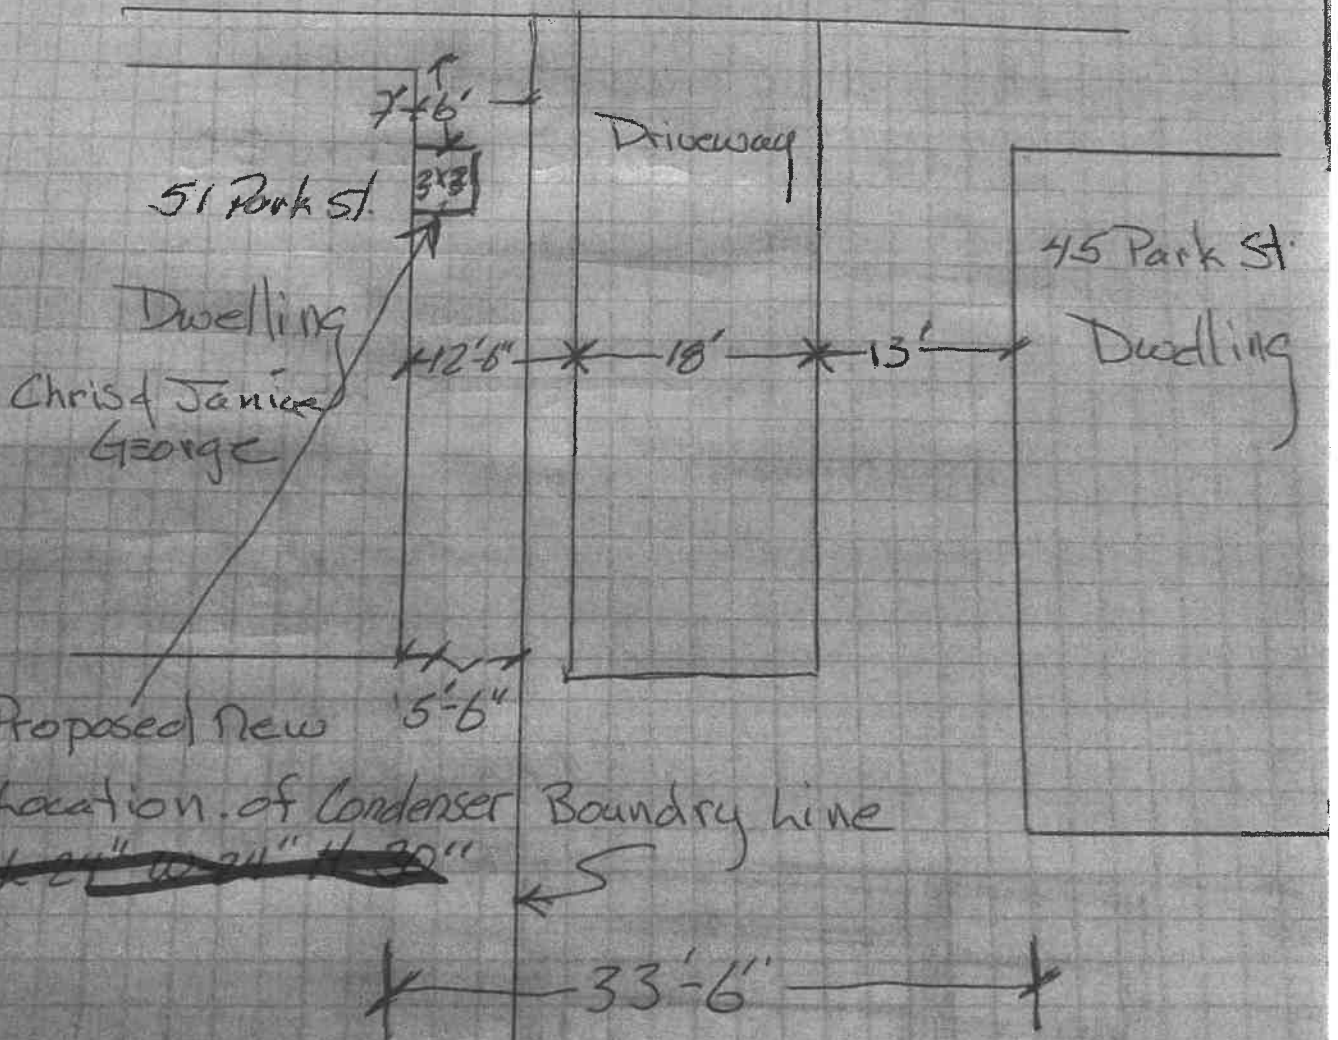 7'-6'
Driveway
3x3
51 Park St.
45 Park St.
Dwelling
Dwelling
12'-6"
18'
13'
Chris & Janice
George
5'-6"
Proposed New
Location of Condenser
Boundry Line
33'-6"